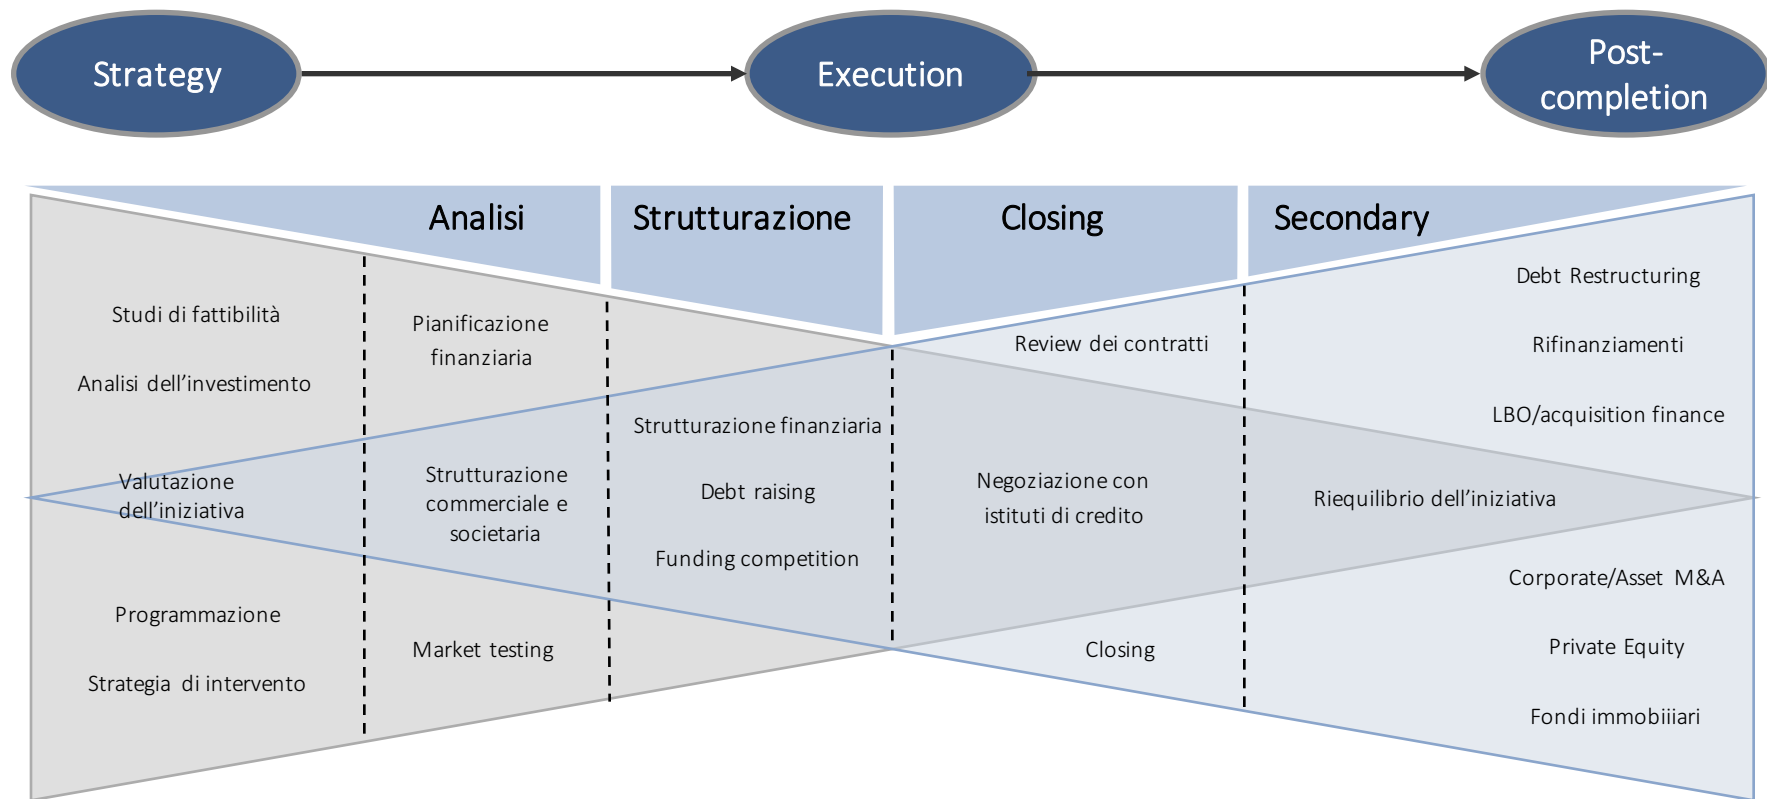 Strategy
Execution
Post-
completion
Analisi
Strutturazione
Closing
Secondary
Studi di fattibilità
Analisi dell’investimento
Valutazione
dell’iniziativa
Programmazione
Strategia di intervento
Pianificazione
finanziaria
Strutturazione
commerciale e
societaria
Market testing
Strutturazione finanziaria
Debt raising
Funding competition
Review dei contratti
Negoziazione con
istituti di credito
Closing
Riequilibrio dell’iniziativa
Debt Restructuring
Rifinanziamenti
LBO/acquisition finance
Corporate/Asset M&A
Private Equity
Fondi immobiiiari